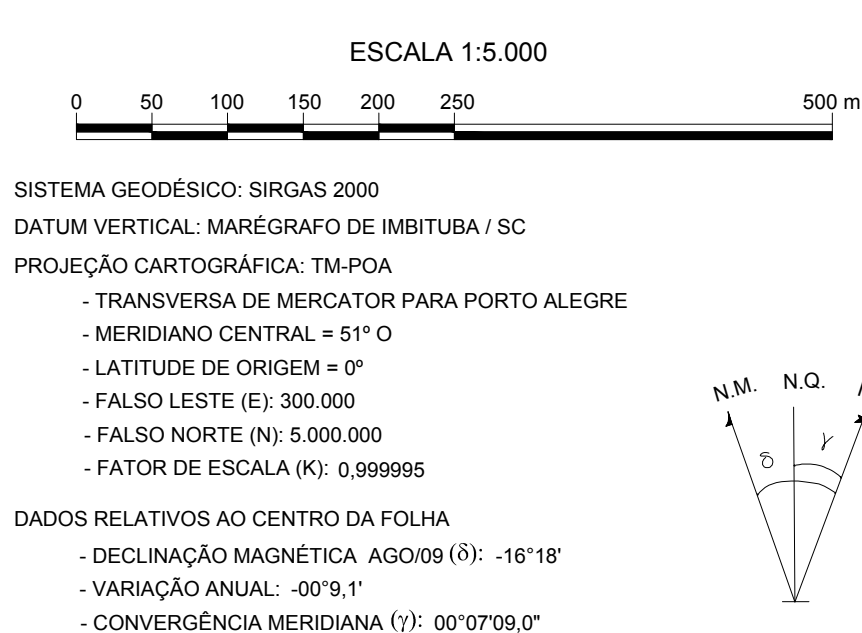 ESCALA 1:5.000
0 50 100 150 200 250 500 m
SISTEMA GEODÉSICO: SIRGAS 2000
DATUM VERTICAL: MARÉGRAFO DE IMBITUBA / SC
PROJEÇÃO CARTOGRÁFICA: TM-POA
- TRANSVERSA DE MERCATOR PARA PORTO ALEGRE
- MERIDIANO CENTRAL = 51º O
- LATITUDE DE ORIGEM = 0º
- FALSO LESTE (E): 300.000
- FALSO NORTE (N): 5.000.000
- FATOR DE ESCALA (K): 0,999995
N.M. N.Q.
δ γ
DADOS RELATIVOS AO CENTRO DA FOLHA
- DECLINAÇÃO MAGNÉTICA AGO/09 (δ): -16°18'
- VARIAÇÃO ANUAL: -00°9,1'
- CONVERGÊNCIA MERIDIANA (γ): 00°07'09,0"